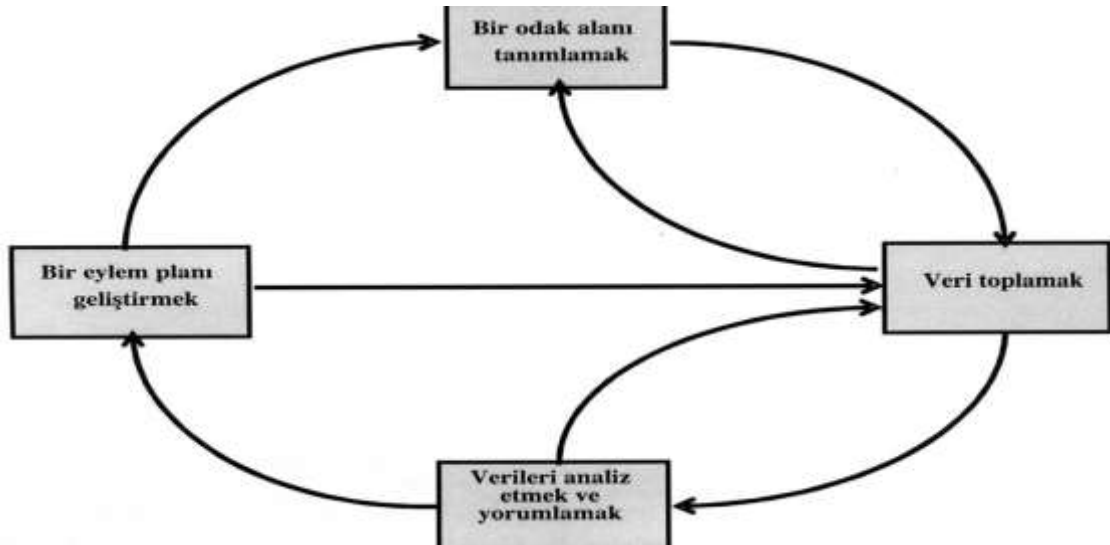 Bir odak alanı
tanımlamak
Bir eylem planı
geliştirmek
Veri toplamak
Verileri analiz
etmek ve
yorumlamak